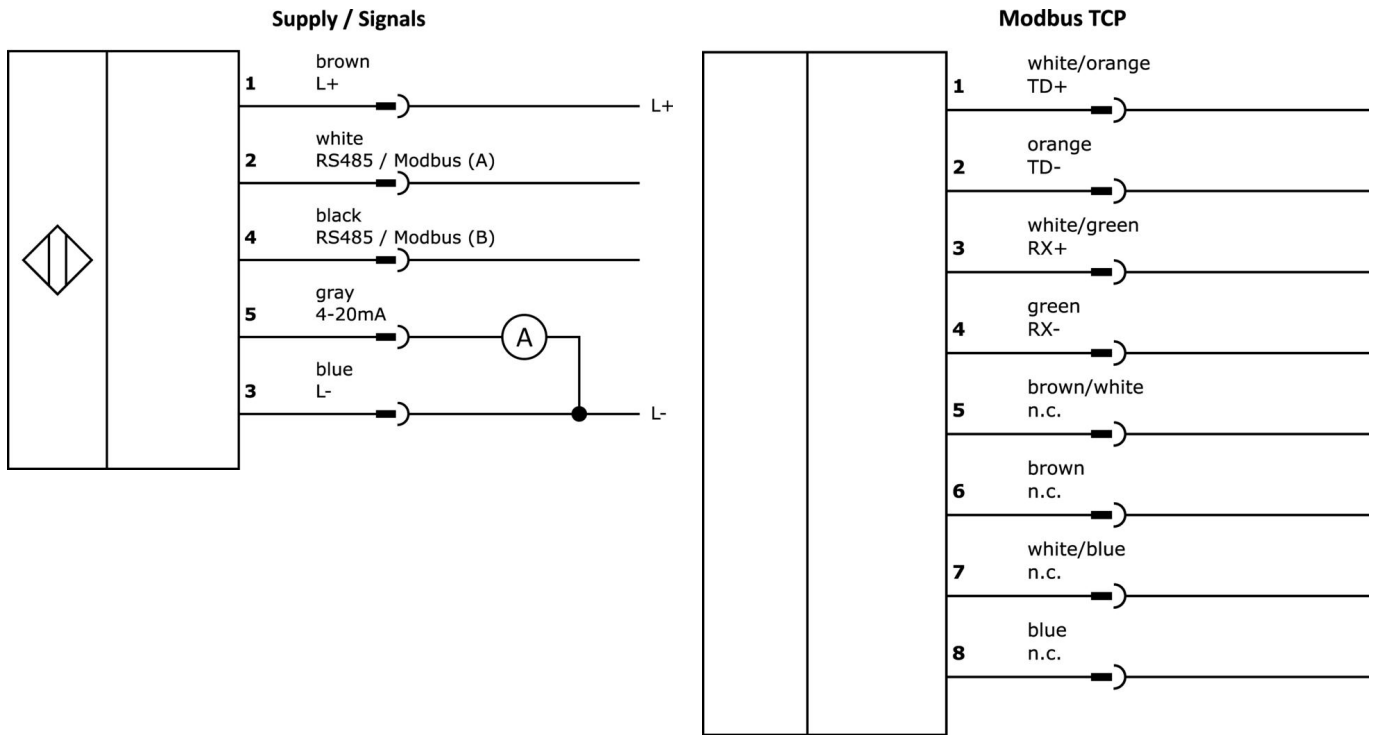 Supply / Signals
brown
1 L+
L+
white
2 RS485 / Modbus (A)
black
4 RS485 / Modbus (B)
gray
5 4-20mA
A
blue
3 L-
L-
Modbus TCP
white/orange
1 TD+
orange
2 TD-
white/green
3 RX+
green
4 RX-
brown/white
5 n.c.
brown
6 n.c.
white/blue
7 n.c.
blue
8 n.c.